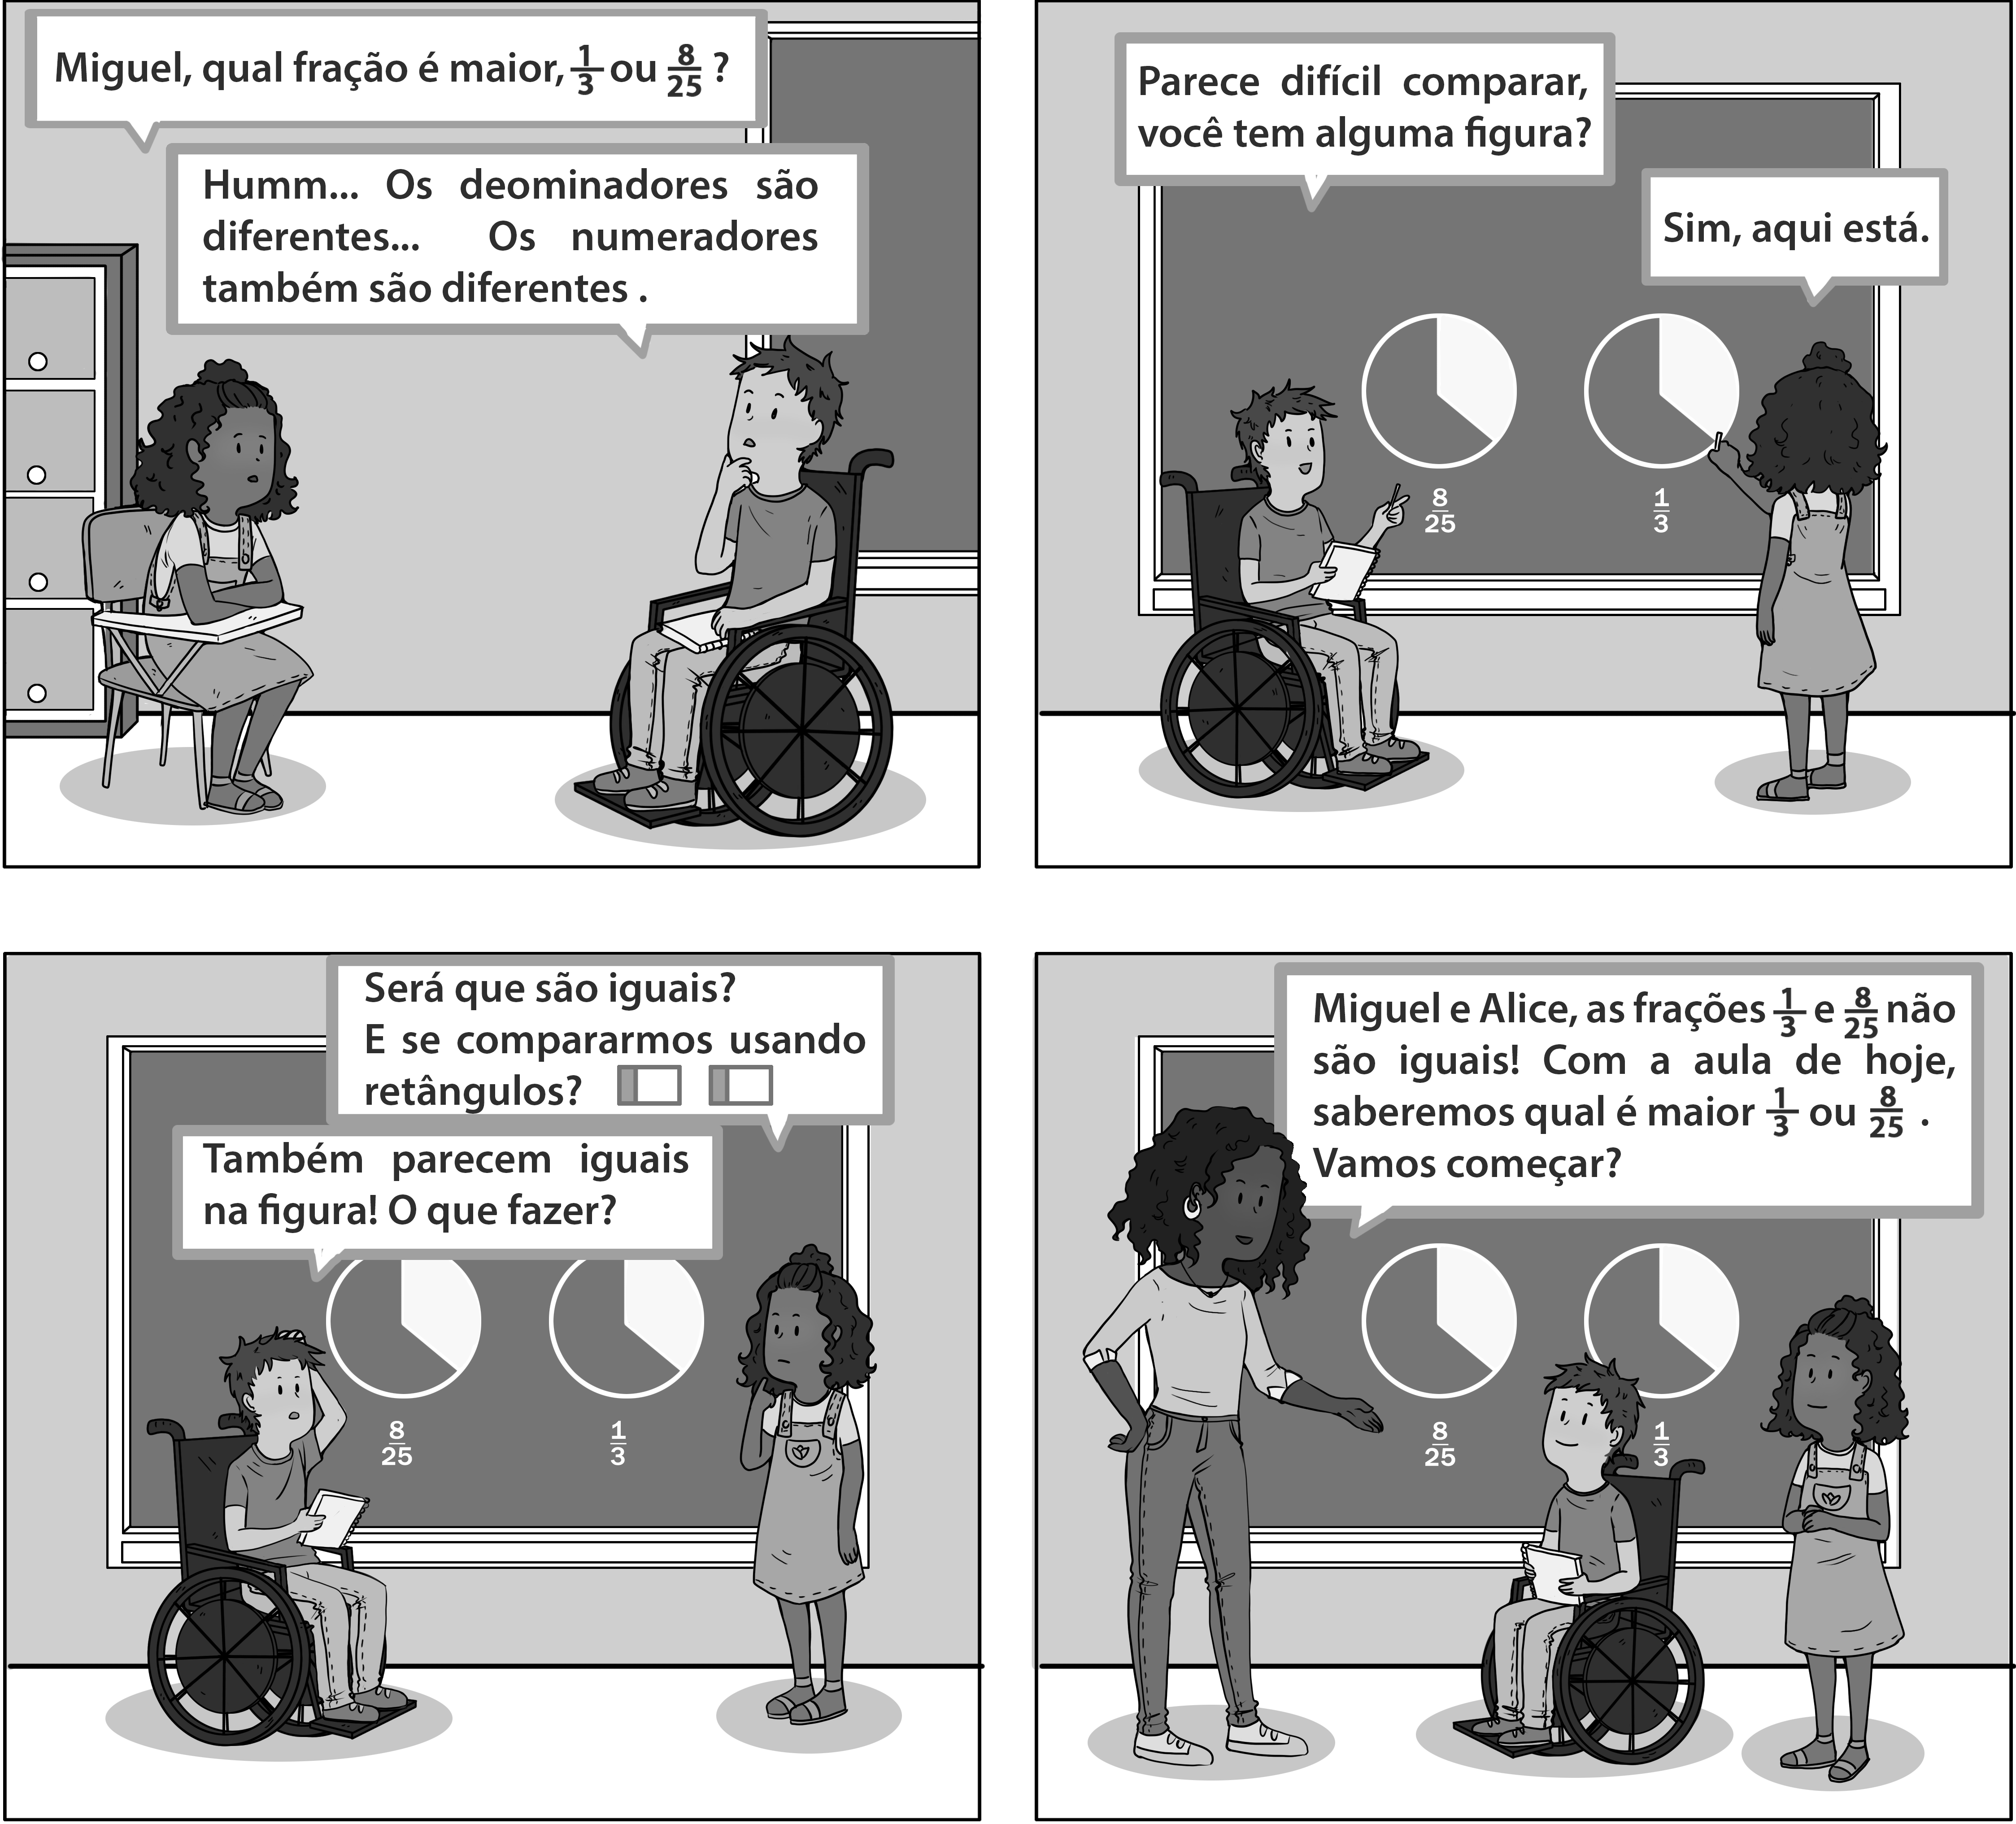 Miguel, qual fração é maior, 1/3 ou 8/25 ?
Humm... Os deominadores são
diferentes... Os numeradores
também são diferentes .
Parece difícil comparar,
você tem alguma figura?
Sim, aqui está.
8/25
1/3
Será que são iguais?
E se compararmos usando
retângulos?
Também parecem iguais
na figura! O que fazer?
8/25
1/3
Miguel e Alice, as frações 1/3 e 8/25 não
são iguais! Com a aula de hoje,
saberemos qual é maior 1/3 ou 8/25 .
Vamos começar?
8/25
1/3